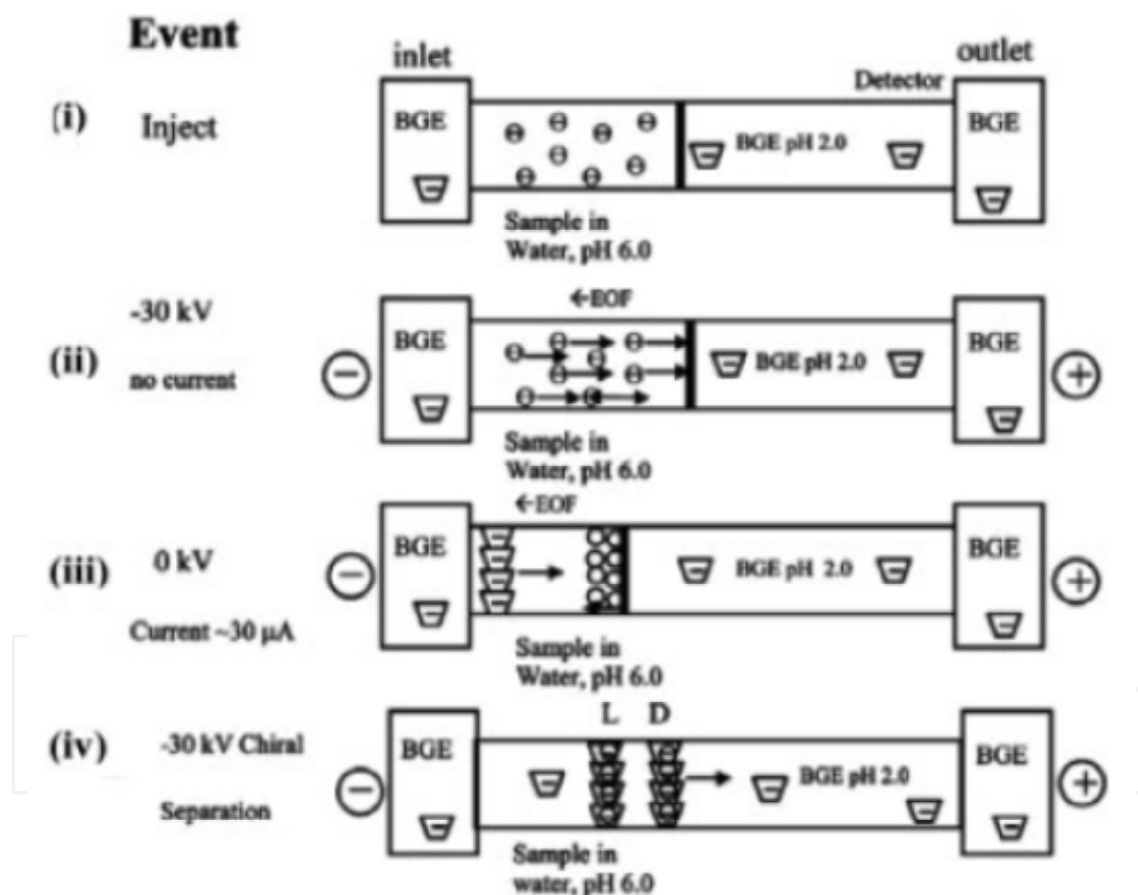 Event
inlet
outlet
Detector
(i)
Inject
BGE
BGE pH 2.0
BGE
Sample in
Water, pH 6.0
-30 kV
←EOF
(ii)
no current
BGE
BGE pH 2.0
BGE
Sample in
Water, pH 6.0
←EOF
(iii)
0 kV
BGE
BGE pH 2.0
BGE
Current ~30 μA
Sample in
Water, pH 6.0
L D
(iv)
-30 kV Chiral
Separation
BGE
BGE pH 2.0
BGE
Sample in
water, pH 6.0